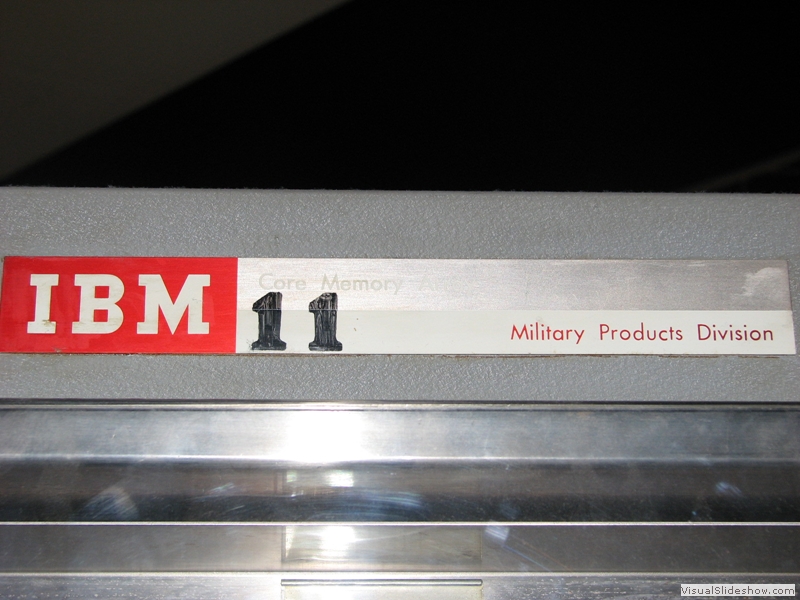 IBM
Core Memory
11
Military Products Division
VisualSlideshow.com